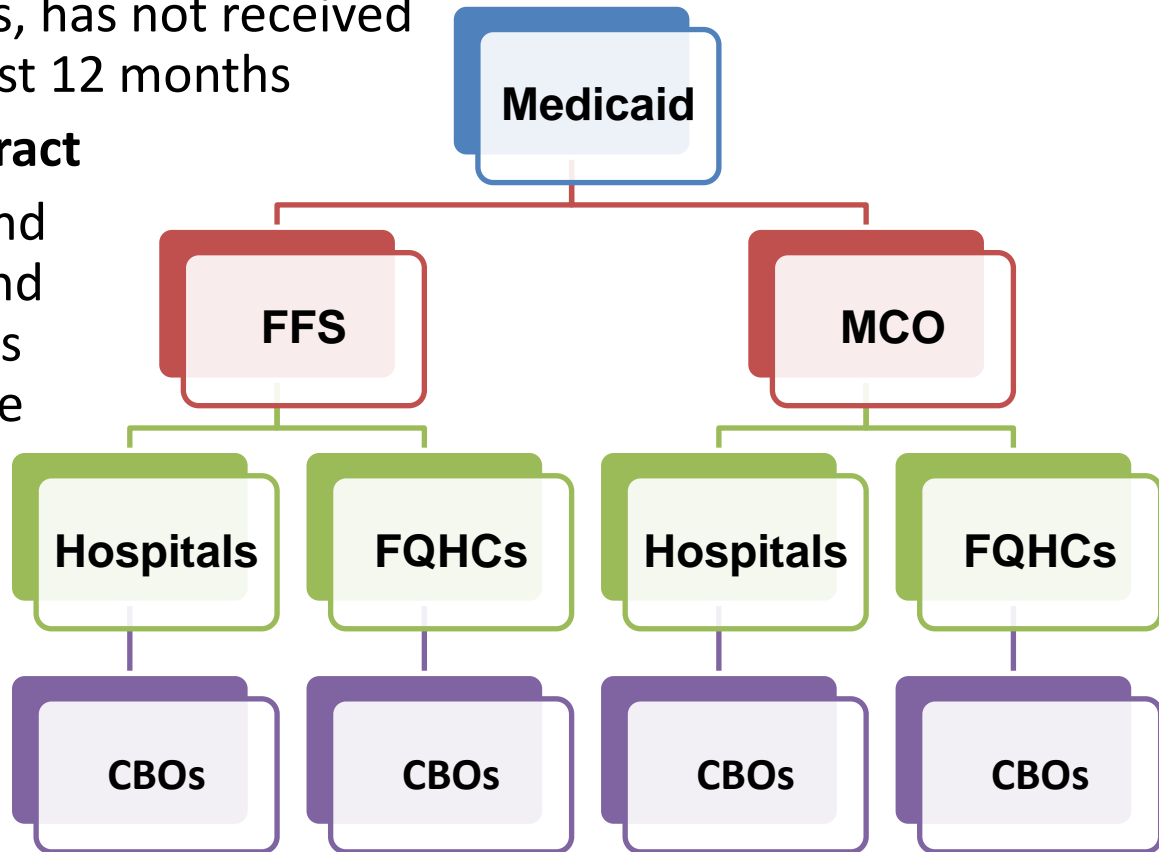 s, has not received
st 12 months
ract
nd
nd
s
e
Medicaid
FFS
MCO
Hospitals
FQHCs
Hospitals
FQHCs
CBOs
CBOs
CBOs
CBOs